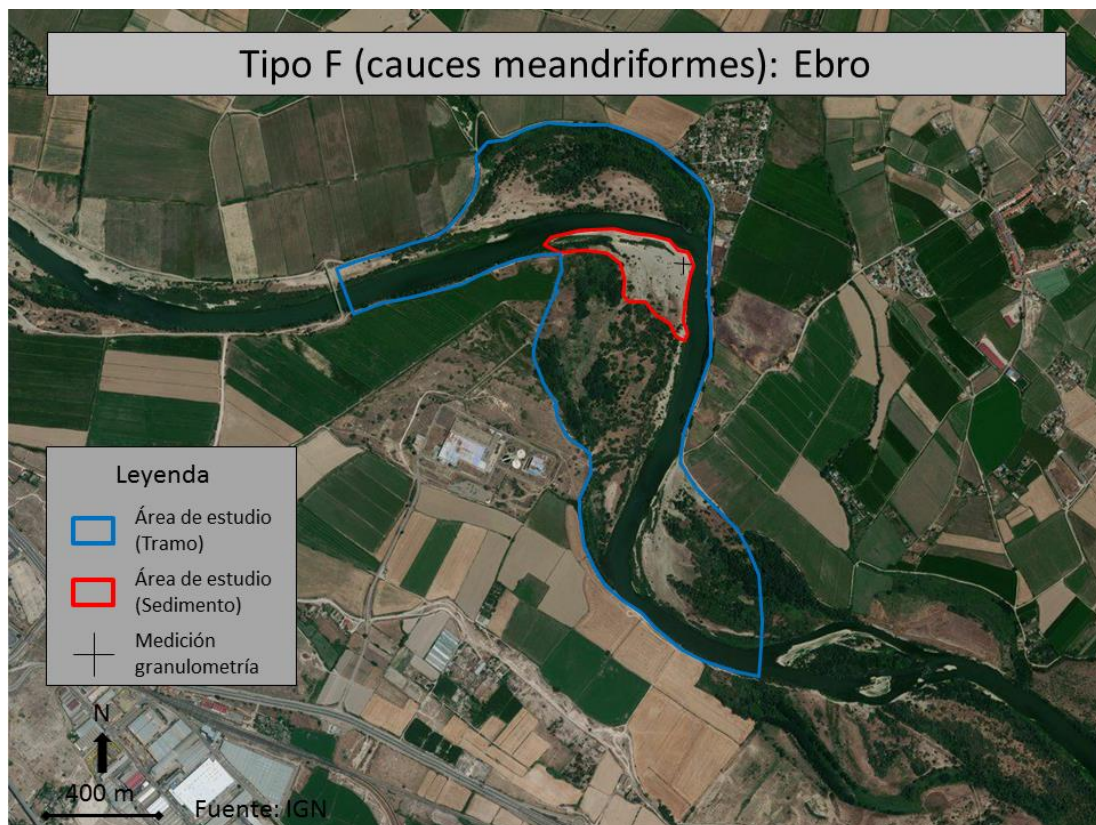 Tipo F (cauces meandriformes): Ebro
Leyenda
Área de estudio
(Tramo)
Área de estudio
(Sedimento)
Medición
granulometría
N
400 m
Fuente: IGN